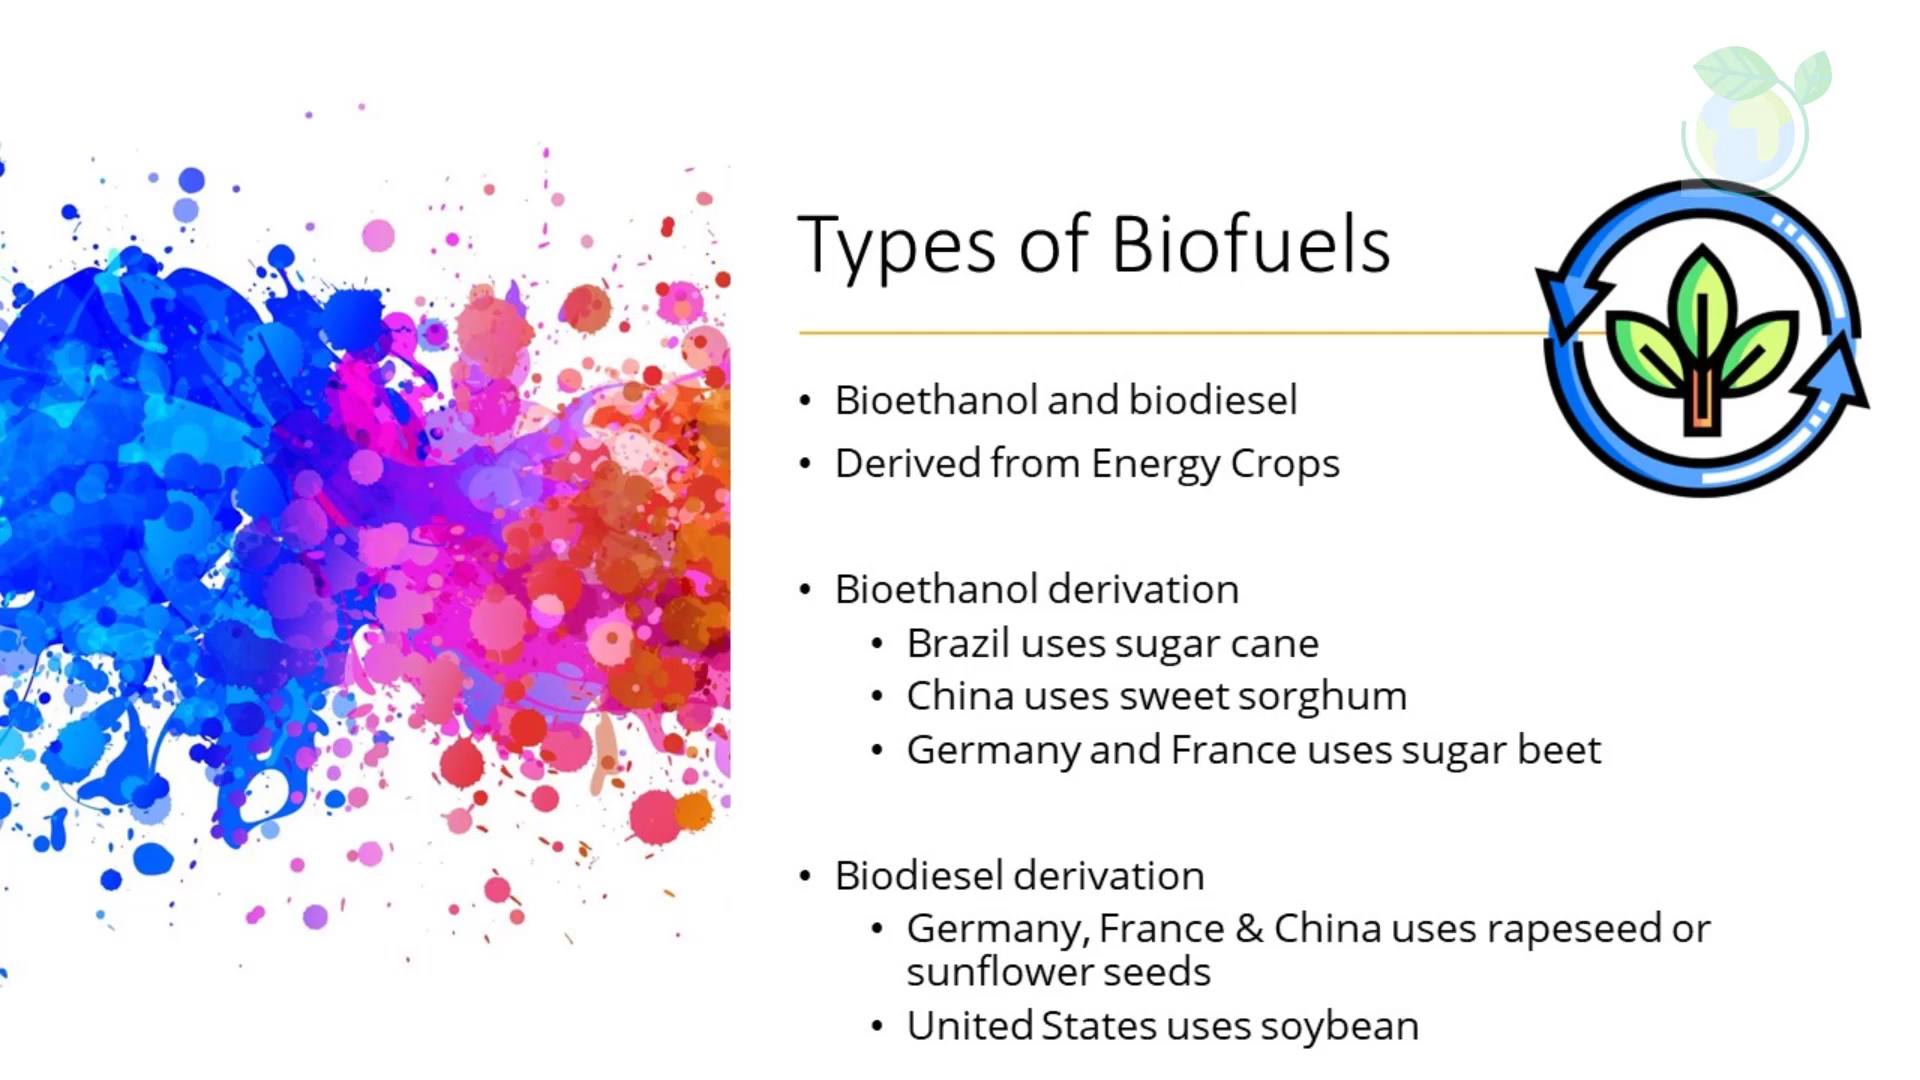 Types of Biofuels
• Bioethanol and biodiesel
• Derived from Energy Crops
• Bioethanol derivation
• Brazil uses sugar cane
• China uses sweet sorghum
• Germany and France uses sugar beet
• Biodiesel derivation
• Germany, France & China uses rapeseed or
sunflower seeds
• United States uses soybean